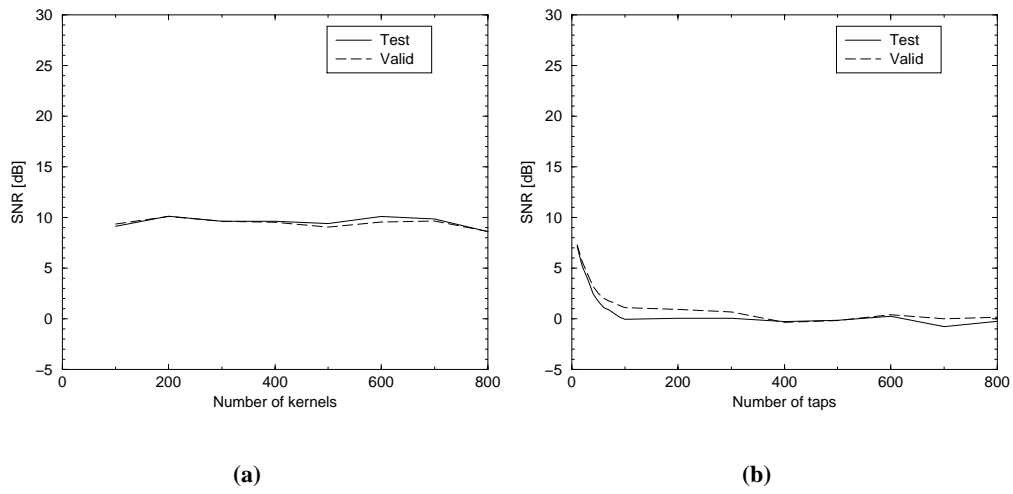 30
25
20
15
10
5
0
–5
SNR [dB]
Test
Valid
0 200 400 600 800
Number of kernels
(a)
30
25
20
15
10
5
0
–5
SNR [dB]
Test
Valid
0 200 400 600 800
Number of taps
(b)